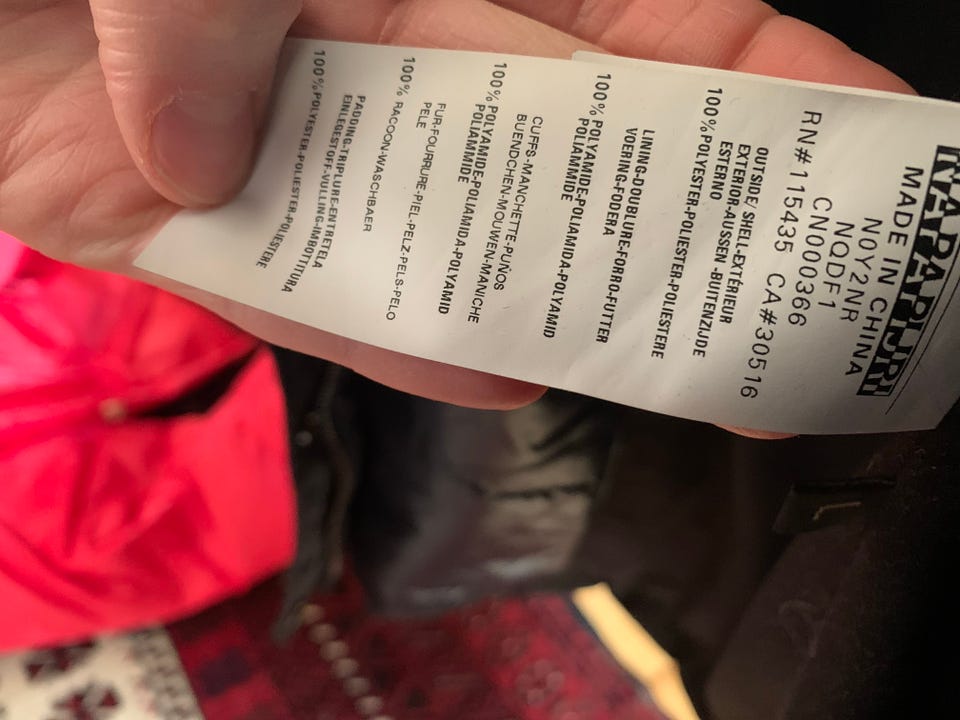 NAPAPIJRI
MADE IN CHINA
N0Y2NR
NQDF1
CN000366
RN#115435 CA#30516
OUTSIDE/ SHELL-EXTÉRIEUR
EXTERIOR-AUSSEN -BUITENZIJDE
ESTERNO
100%POLYESTER-POLIESTER-POLIESTERE
LINING-DOUBLURE-FORRO-FUTTER
VOERING-FODERA
100%POLYAMIDE-POLIAMIDA-POLYAMID
POLIAMMIDE
CUFFS-MANCHETTE-PUÑOS
BUENDCHEN-MOUWEN-MANICHE
100%POLYAMIDE-POLIAMIDA-POLYAMID
POLIAMMIDE
FUR-FOURRURE-PIEL-PELZ-PELS-PELO
PELE
100% RACOON-WASCHBAER
PADDING-TRIPLURE-ENTRETELA
EINLEGESTOFF-VULLING-IMBOTTITURA
100%POLYESTER-POLIESTER-POLIESTERE